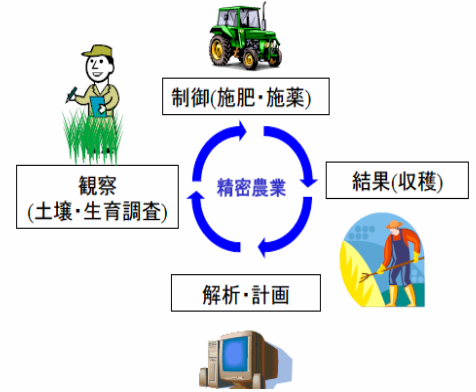 制御(施肥・施薬)
観察
(土壌・生育調査)
精密農業
結果(収穫)
解析・計画